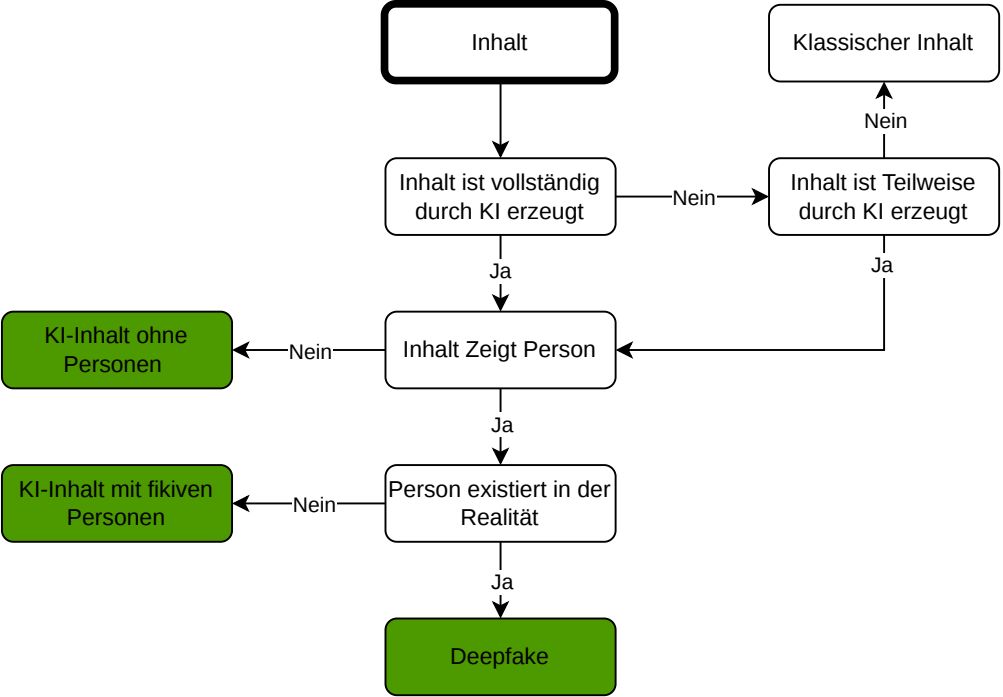 Inhalt
Klassischer Inhalt
Nein
Inhalt ist vollständig
durch KI erzeugt
Nein
Inhalt ist Teilweise
durch KI erzeugt
Ja
Ja
KI-Inhalt ohne
Personen
Nein
Inhalt Zeigt Person
Ja
KI-Inhalt mit fikiven
Personen
Nein
Person existiert in der
Realität
Ja
Deepfake